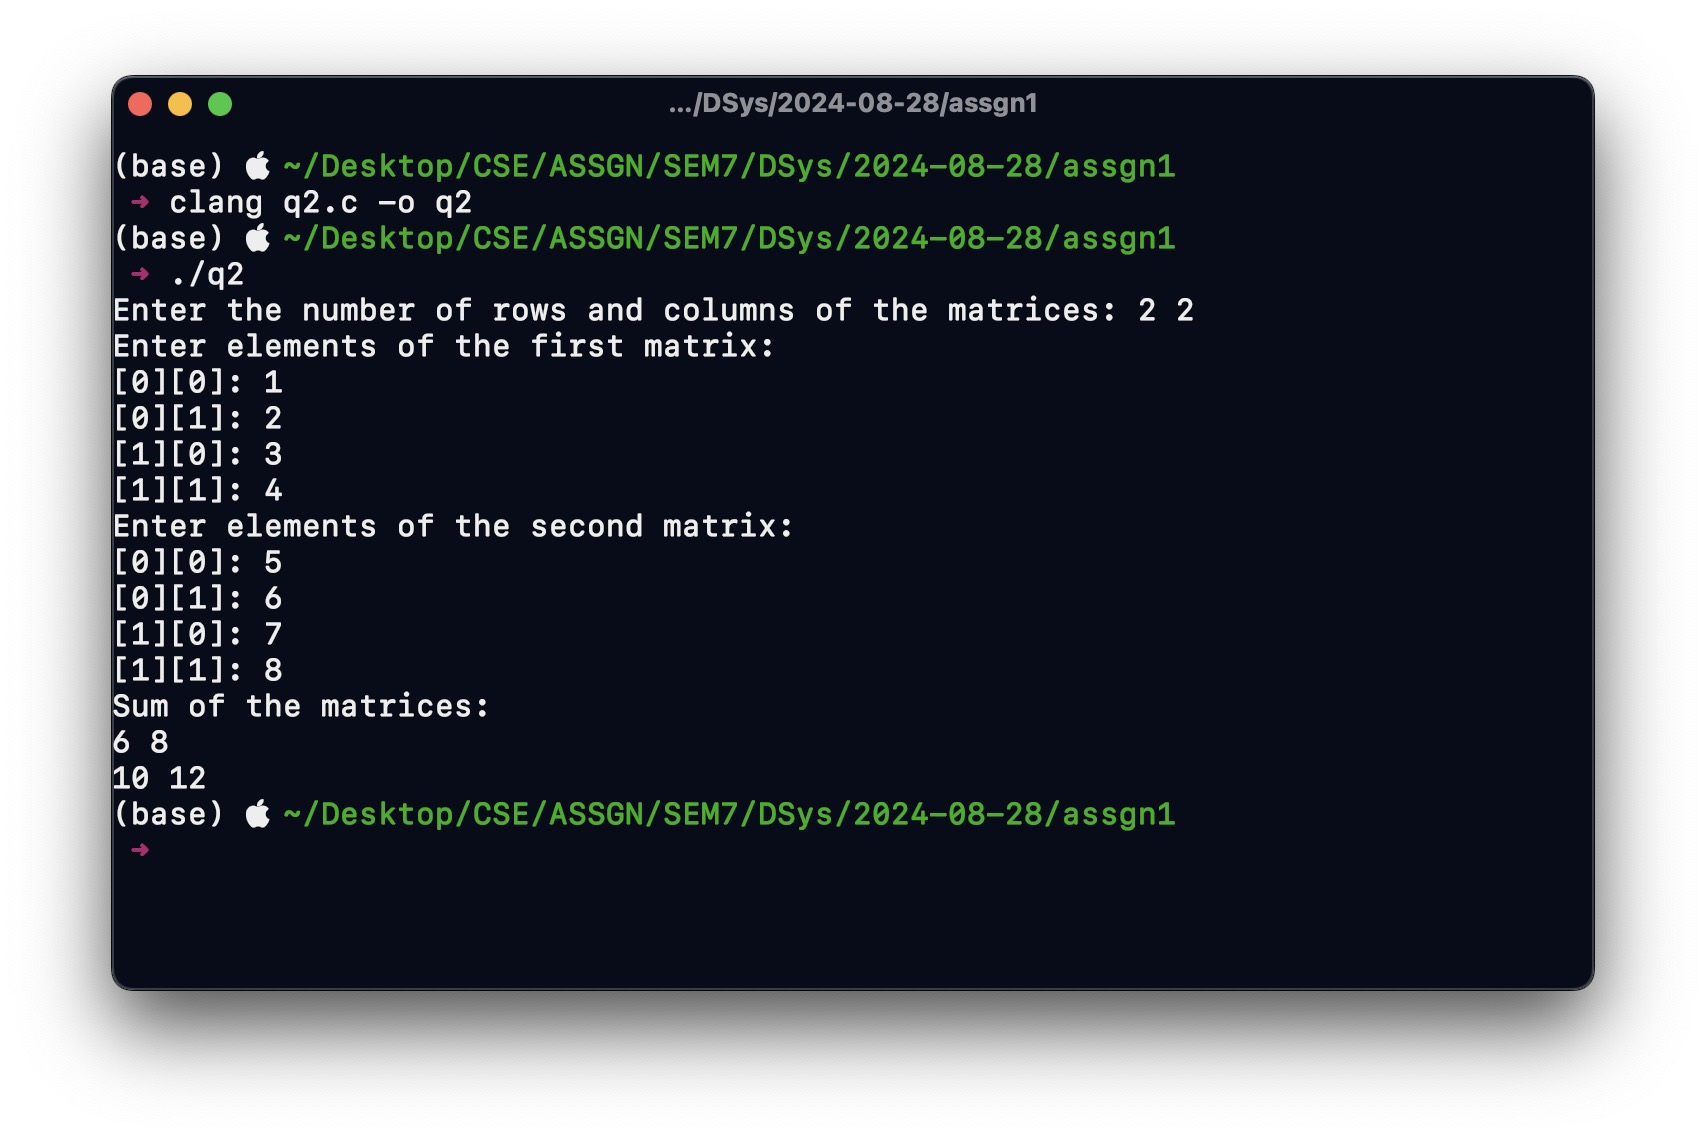 .../DSys/2024-08-28/assgn1
(base) ~/Desktop/CSE/ASSGN/SEM7/DSys/2024-08-28/assgn1
➜ clang q2.c -o q2
(base) ~/Desktop/CSE/ASSGN/SEM7/DSys/2024-08-28/assgn1
➜ ./q2
Enter the number of rows and columns of the matrices: 2 2
Enter elements of the first matrix:
[0][0]: 1
[0][1]: 2
[1][0]: 3
[1][1]: 4
Enter elements of the second matrix:
[0][0]: 5
[0][1]: 6
[1][0]: 7
[1][1]: 8
Sum of the matrices:
6 8
10 12
(base) ~/Desktop/CSE/ASSGN/SEM7/DSys/2024-08-28/assgn1
➜